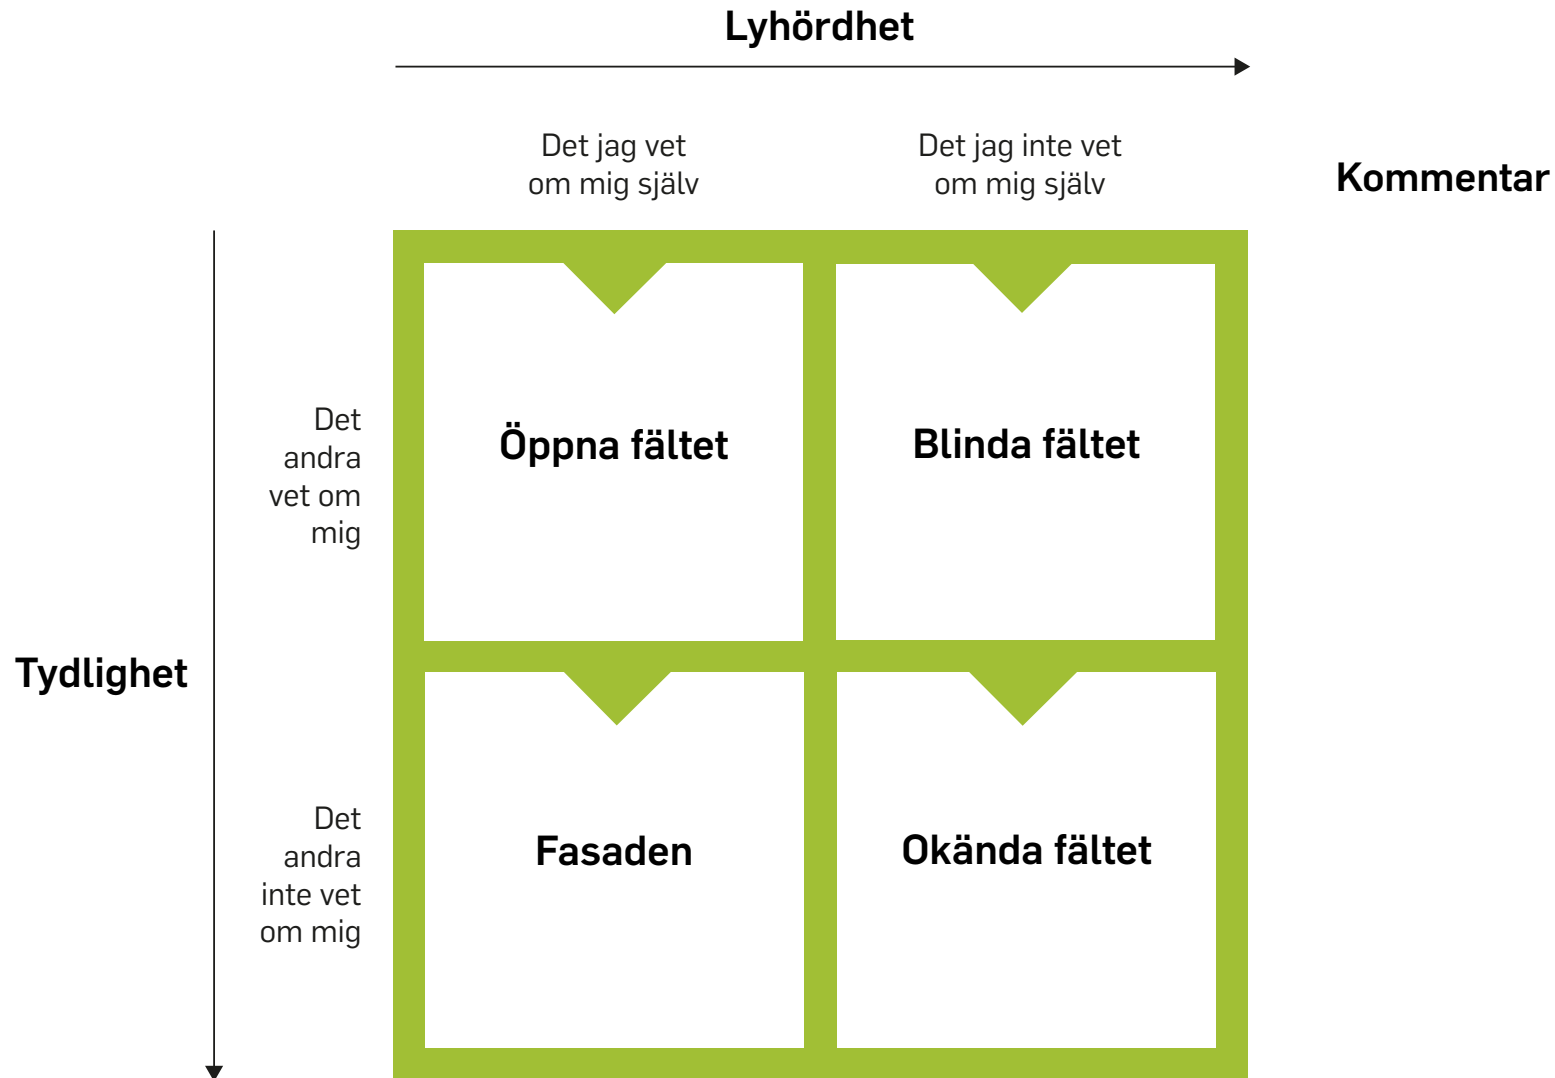 Lyhördhet
Det jag vet
om mig själv
Det jag inte vet
om mig själv
Kommentar
Det
andra
vet om
mig
Öppna fältet
Blinda fältet
Tydlighet
Det
andra
inte vet
om mig
Fasaden
Okända fältet